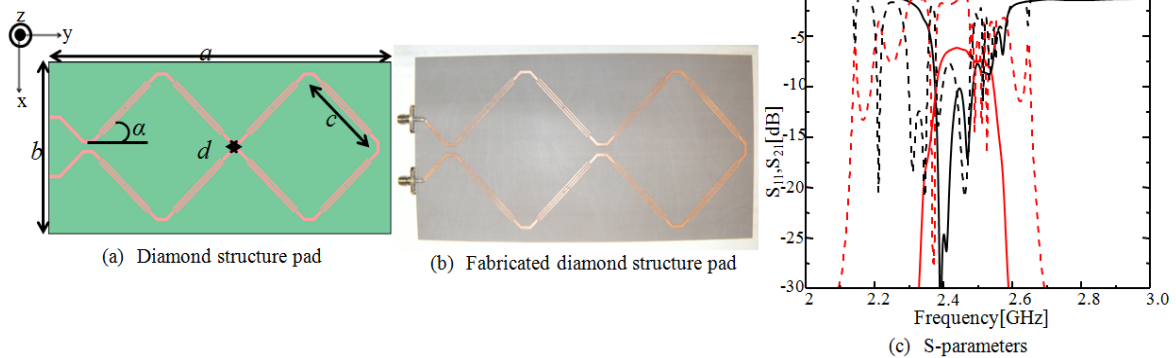 z
y
x
a
b
α
c
d
(a) Diamond structure pad
(b) Fabricated diamond structure pad
S11,S21[dB]
-5
-10
-15
-20
-25
-30
2
2.2
2.4
2.6
2.8
3.0
Frequency[GHz]
(c) S-parameters